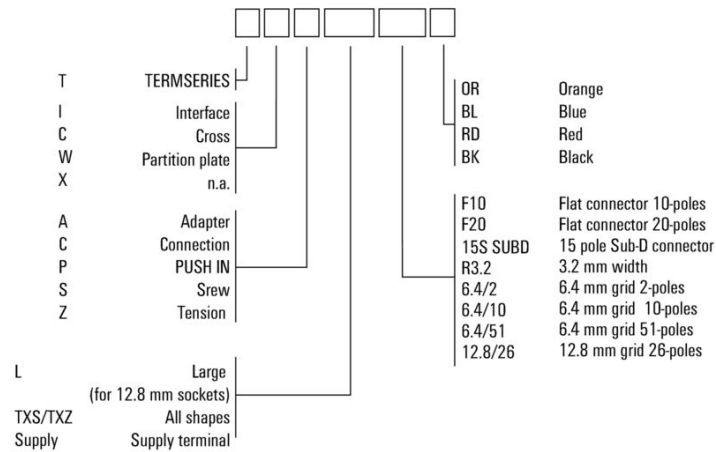 T TERMSERIES
I Interface
C Cross
W Partition plate
X n.a.
A Adapter
C Connection
P PUSH IN
S Srew
Z Tension
L Large
(for 12.8 mm sockets)
TXS/TXZ All shapes
Supply Supply terminal
OR Orange
BL Blue
RD Red
BK Black
F10 Flat connector 10-poles
F20 Flat connector 20-poles
15S SUBD 15 pole Sub-D connector
R3.2 3.2 mm width
6.4/2 6.4 mm grid 2-poles
6.4/10 6.4 mm grid 10-poles
6.4/51 6.4 mm grid 51-poles
12.8/26 12.8 mm grid 26-poles